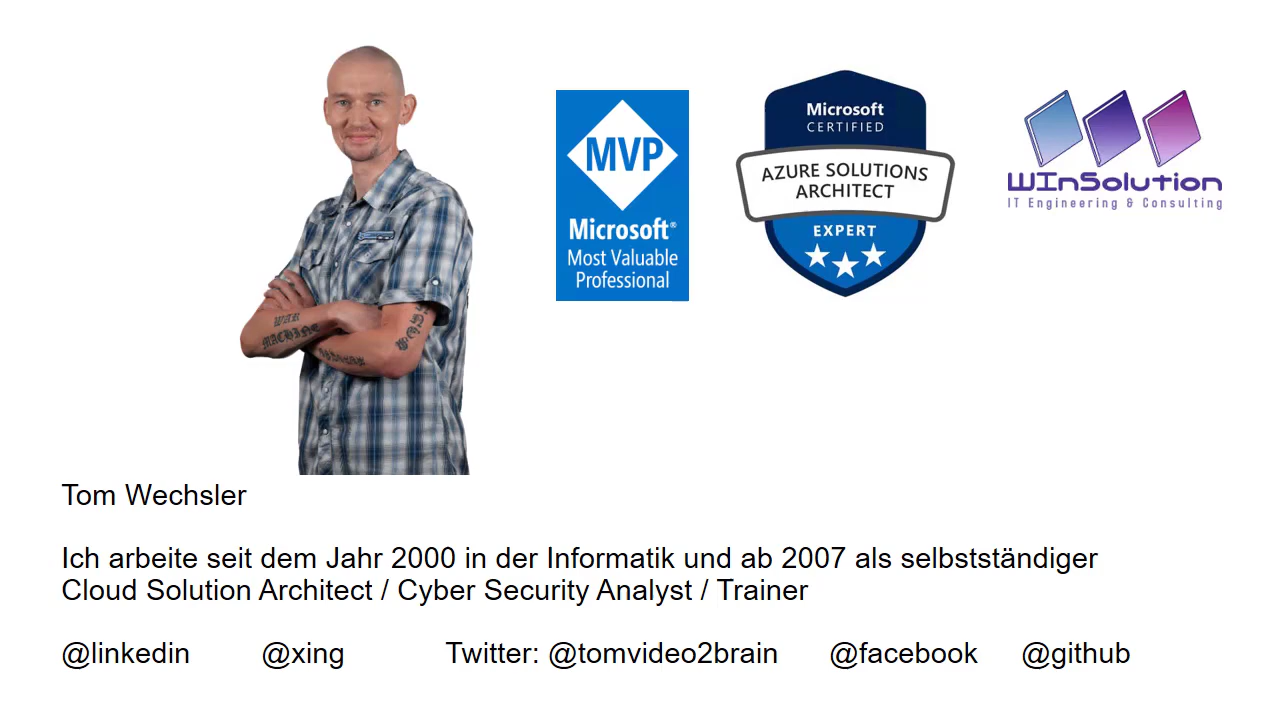 MVP
Microsoft®
Most Valuable
Professional
Microsoft
CERTIFIED
AZURE SOLUTIONS
ARCHITECT
EXPERT
WInSolution
IT Engineering & Consulting
WAR
MACHINE
Tom Wechsler
Ich arbeite seit dem Jahr 2000 in der Informatik und ab 2007 als selbstständiger
Cloud Solution Architect / Cyber Security Analyst / Trainer
@linkedin @xing Twitter: @tomvideo2brain @facebook @github